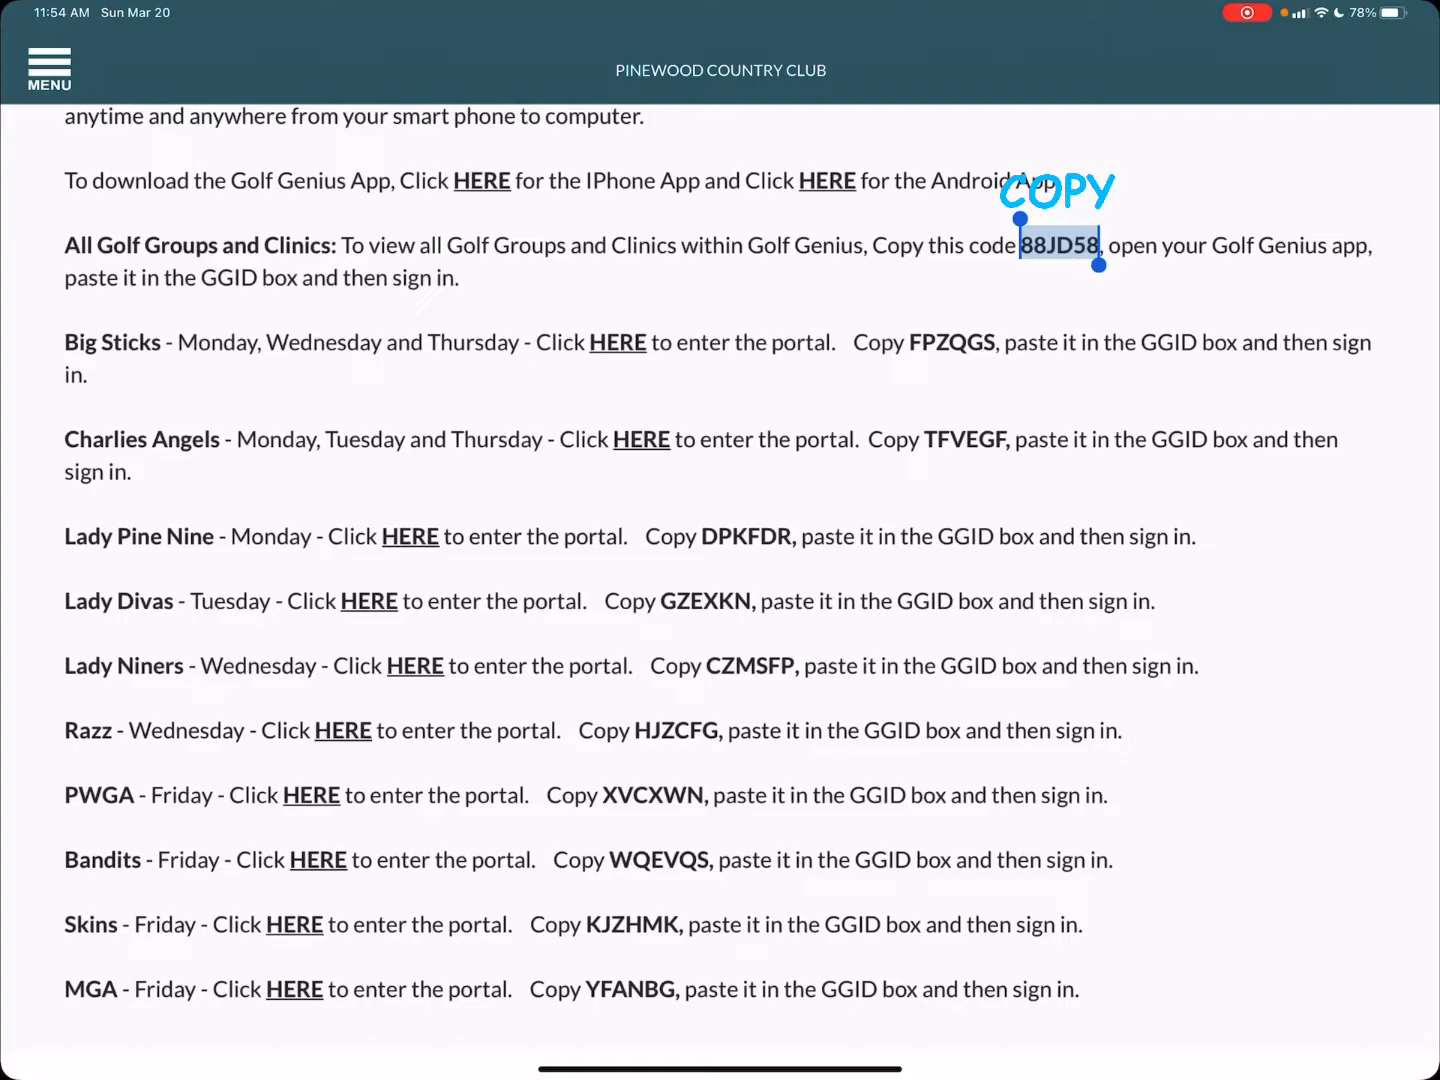 11:54 AM Sun Mar 20
78%
MENU
PINEWOOD COUNTRY CLUB
anytime and anywhere from your smart phone to computer.
To download the Golf Genius App, Click HERE for the IPhone App and Click HERE for the Android App
COPY
All Golf Groups and Clinics: To view all Golf Groups and Clinics within Golf Genius, Copy this code 88JD58, open your Golf Genius app,
paste it in the GGID box and then sign in.
Big Sticks - Monday, Wednesday and Thursday - Click HERE to enter the portal. Copy FPZQGS, paste it in the GGID box and then sign
in.
Charlies Angels - Monday, Tuesday and Thursday - Click HERE to enter the portal. Copy TFVEGF, paste it in the GGID box and then
sign in.
Lady Pine Nine - Monday - Click HERE to enter the portal. Copy DPKFDR, paste it in the GGID box and then sign in.
Lady Divas - Tuesday - Click HERE to enter the portal. Copy GZEXKN, paste it in the GGID box and then sign in.
Lady Niners - Wednesday - Click HERE to enter the portal. Copy CZMSFP, paste it in the GGID box and then sign in.
Razz - Wednesday - Click HERE to enter the portal. Copy HJZCFG, paste it in the GGID box and then sign in.
PWGA - Friday - Click HERE to enter the portal. Copy XVCXWN, paste it in the GGID box and then sign in.
Bandits - Friday - Click HERE to enter the portal. Copy WQEVQS, paste it in the GGID box and then sign in.
Skins - Friday - Click HERE to enter the portal. Copy KJZHMK, paste it in the GGID box and then sign in.
MGA - Friday - Click HERE to enter the portal. Copy YFANBG, paste it in the GGID box and then sign in.